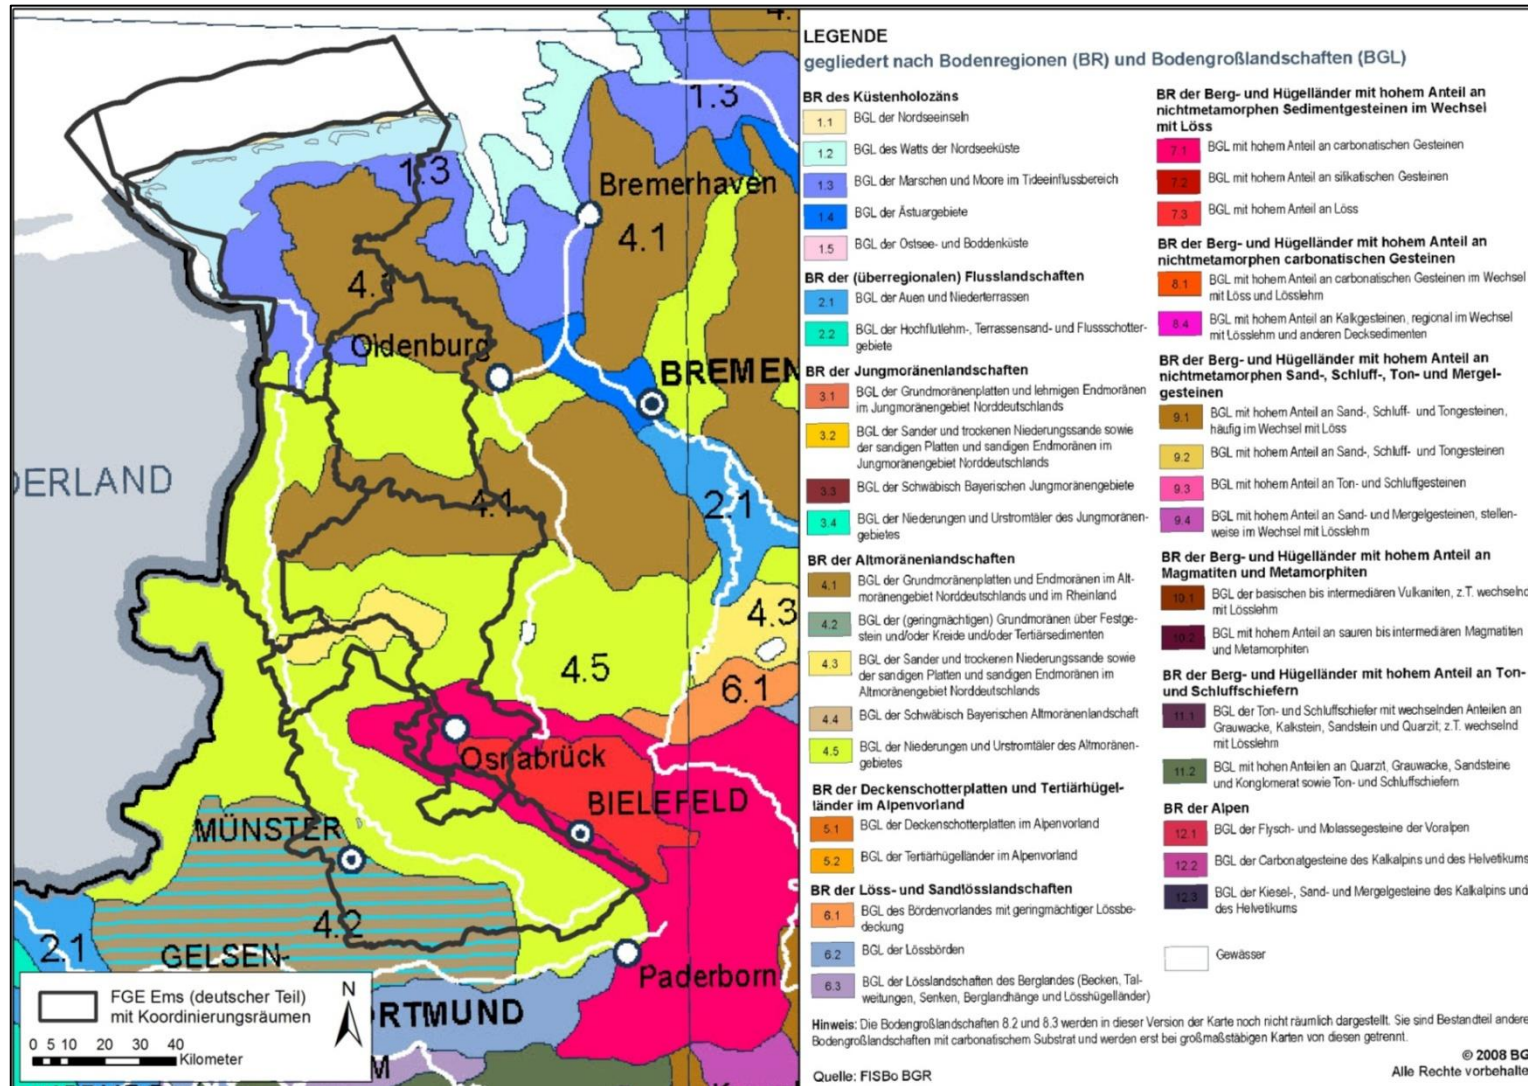 1.3
4.
1.3
Bremerhaven
4.1
4.1
Oldenburg
BREMEN
DERLAND
4.1
2.1
4.3
4.5
6.1
Osnabrück
BIELEFELD
MÜNSTER
4.2
2.1
GELSEN-
Paderborn
RTMUND
M
FGE Ems (deutscher Teil)
mit Koordinierungsräumen
N
0 5 10 20 30 40
Kilometer
LEGENDE
gegliedert nach Bodenregionen (BR) und Bodengroßlandschaften (BGL)
BR des Küstenholozäns
1.1 BGL der Nordseeinseln
1.2 BGL des Watts der Nordseeküste
1.3 BGL der Marschen und Moore im Tideeinflussbereich
1.4 BGL der Ästuargebiete
1.5 BGL der Ostsee- und Boddenküste
BR der (überregionalen) Flusslandschaften
2.1 BGL der Auen und Niederterrassen
2.2 BGL der Hochflutlehm-, Terrassensand- und Flussschotter-
gebiete
BR der Jungmoränenlandschaften
3.1 BGL der Grundmoränenplatten und lehmigen Endmoränen
im Jungmoränengebiet Norddeutschlands
3.2 BGL der Sander und trockenen Niederungssande sowie
der sandigen Platten und sandigen Endmoränen im
Jungmoränengebiet Norddeutschlands
3.3 BGL der Schwäbisch Bayerischen Jungmoränengebiete
3.4 BGL der Niederungen und Urstromtäler des Jungmoränen-
gebietes
BR der Altmoränenlandschaften
4.1 BGL der Grundmoränenplatten und Endmoränen im Alt-
moränengebiet Norddeutschlands und im Rheinland
4.2 BGL der (geringmächtigen) Grundmoränen über Festge-
stein und/oder Kreide und/oder Tertiärsedimenten
4.3 BGL der Sander und trockenen Niederungssande sowie
der sandigen Platten und sandigen Endmoränen im
Altmoränengebiet Norddeutschlands
4.4 BGL der Schwäbisch Bayerischen Altmoränenlandschaft
4.5 BGL der Niederungen und Urstromtäler des Altmoränen-
gebietes
BR der Deckenschotterplatten und Tertiärhügel-
länder im Alpenvorland
5.1 BGL der Deckenschotterplatten im Alpenvorland
5.2 BGL der Tertiärhügelländer im Alpenvorland
BR der Löss- und Sandlösslandschaften
6.1 BGL des Bördenvorlandes mit geringmächtiger Lössbe-
deckung
6.2 BGL der Lössbörden
6.3 BGL der Lösslandschaften des Berglandes (Becken, Tal-
weitungen, Senken, Berglandhänge und Lösshügelländer)
BR der Berg- und Hügelländer mit hohem Anteil an
nichtmetamorphen Sedimentgesteinen im Wechsel
mit Löss
7.1 BGL mit hohem Anteil an carbonatischen Gesteinen
7.2 BGL mit hohem Anteil an silikatischen Gesteinen
7.3 BGL mit hohem Anteil an Löss
BR der Berg- und Hügelländer mit hohem Anteil an
nichtmetamorphen carbonatischen Gesteinen
8.1 BGL mit hohem Anteil an carbonatischen Gesteinen im Wechsel
mit Löss und Lösslehm
8.4 BGL mit hohem Anteil an Kalkgesteinen, regional im Wechsel
mit Lösslehm und anderen Decksedimenten
BR der Berg- und Hügelländer mit hohem Anteil an
nichtmetamorphen Sand-, Schluff-, Ton- und Mergel-
gesteinen
9.1 BGL mit hohem Anteil an Sand-, Schluff- und Tongesteinen,
häufig im Wechsel mit Löss
9.2 BGL mit hohem Anteil an Sand-, Schluff- und Tongesteinen
9.3 BGL mit hohem Anteil an Ton- und Schluffgesteinen
9.4 BGL mit hohem Anteil an Sand- und Mergelgesteinen, stellen-
weise im Wechsel mit Lösslehm
BR der Berg- und Hügelländer mit hohem Anteil an
Magmatiten und Metamorphiten
10.1 BGL der basischen bis intermediären Vulkaniten, z.T. wechselnd
mit Lösslehm
10.2 BGL mit hohem Anteil an sauren bis intermediären Magmatiten
und Metamorphiten
BR der Berg- und Hügelländer mit hohem Anteil an Ton-
und Schluffschiefern
11.1 BGL der Ton- und Schluffschiefer mit wechselnden Anteilen an
Grauwacke, Kalkstein, Sandstein und Quarzit; z.T. wechselnd
mit Lösslehm
11.2 BGL mit hohen Anteilen an Quarzit, Grauwacke, Sandsteine
und Konglomerat sowie Ton- und Schluffschiefern
BR der Alpen
12.1 BGL der Flysch- und Molassegesteine der Voralpen
12.2 BGL der Carbonatgesteine des Kalkalpins und des Helvetikums
12.3 BGL der Kiesel-, Sand- und Mergelgesteine des Kalkalpins und
des Helvetikums
Gewässer
Hinweis: Die Bodengroßlandschaften 8.2 und 8.3 werden in dieser Version der Karte noch nicht räumlich dargestellt. Sie sind Bestandteil andere
Bodengroßlandschaften mit carbonatischem Substrat und werden erst bei großmaßstäbigen Karten von diesen getrennt.
© 2008 BG
Quelle: FISBo BGR
Alle Rechte vorbehalte